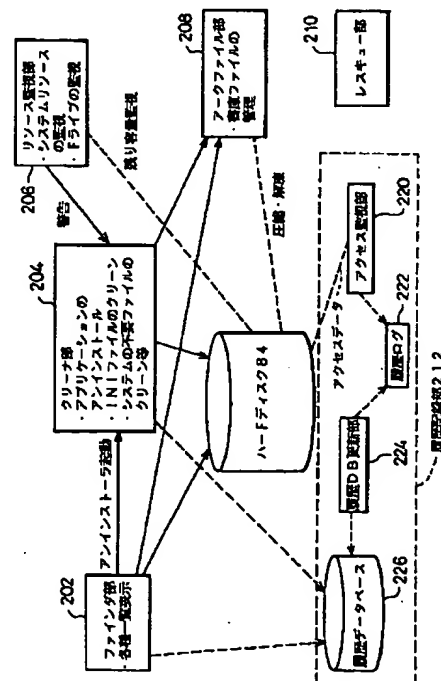 202
ファインダ部
・各種一覧表示
アンインストーラ起動
204
クリーナ部
・アプリケーションの
アンインストール
・INIファイルのクリーン
・システムの不要ファイルの
クリーン等
警告
206
リソース監視部
・システムリソース
の監視
・ドライブの監視
残り容量監視
208
アークファイル部
・書庫ファイルの
管理
圧縮・解凍
210
レスキュー部
ハードディスク84
アクセスデータ
アクセス監視部
220
222
履歴ログ
履歴DB更新部
224
履歴データベース
226
履歴記録部212